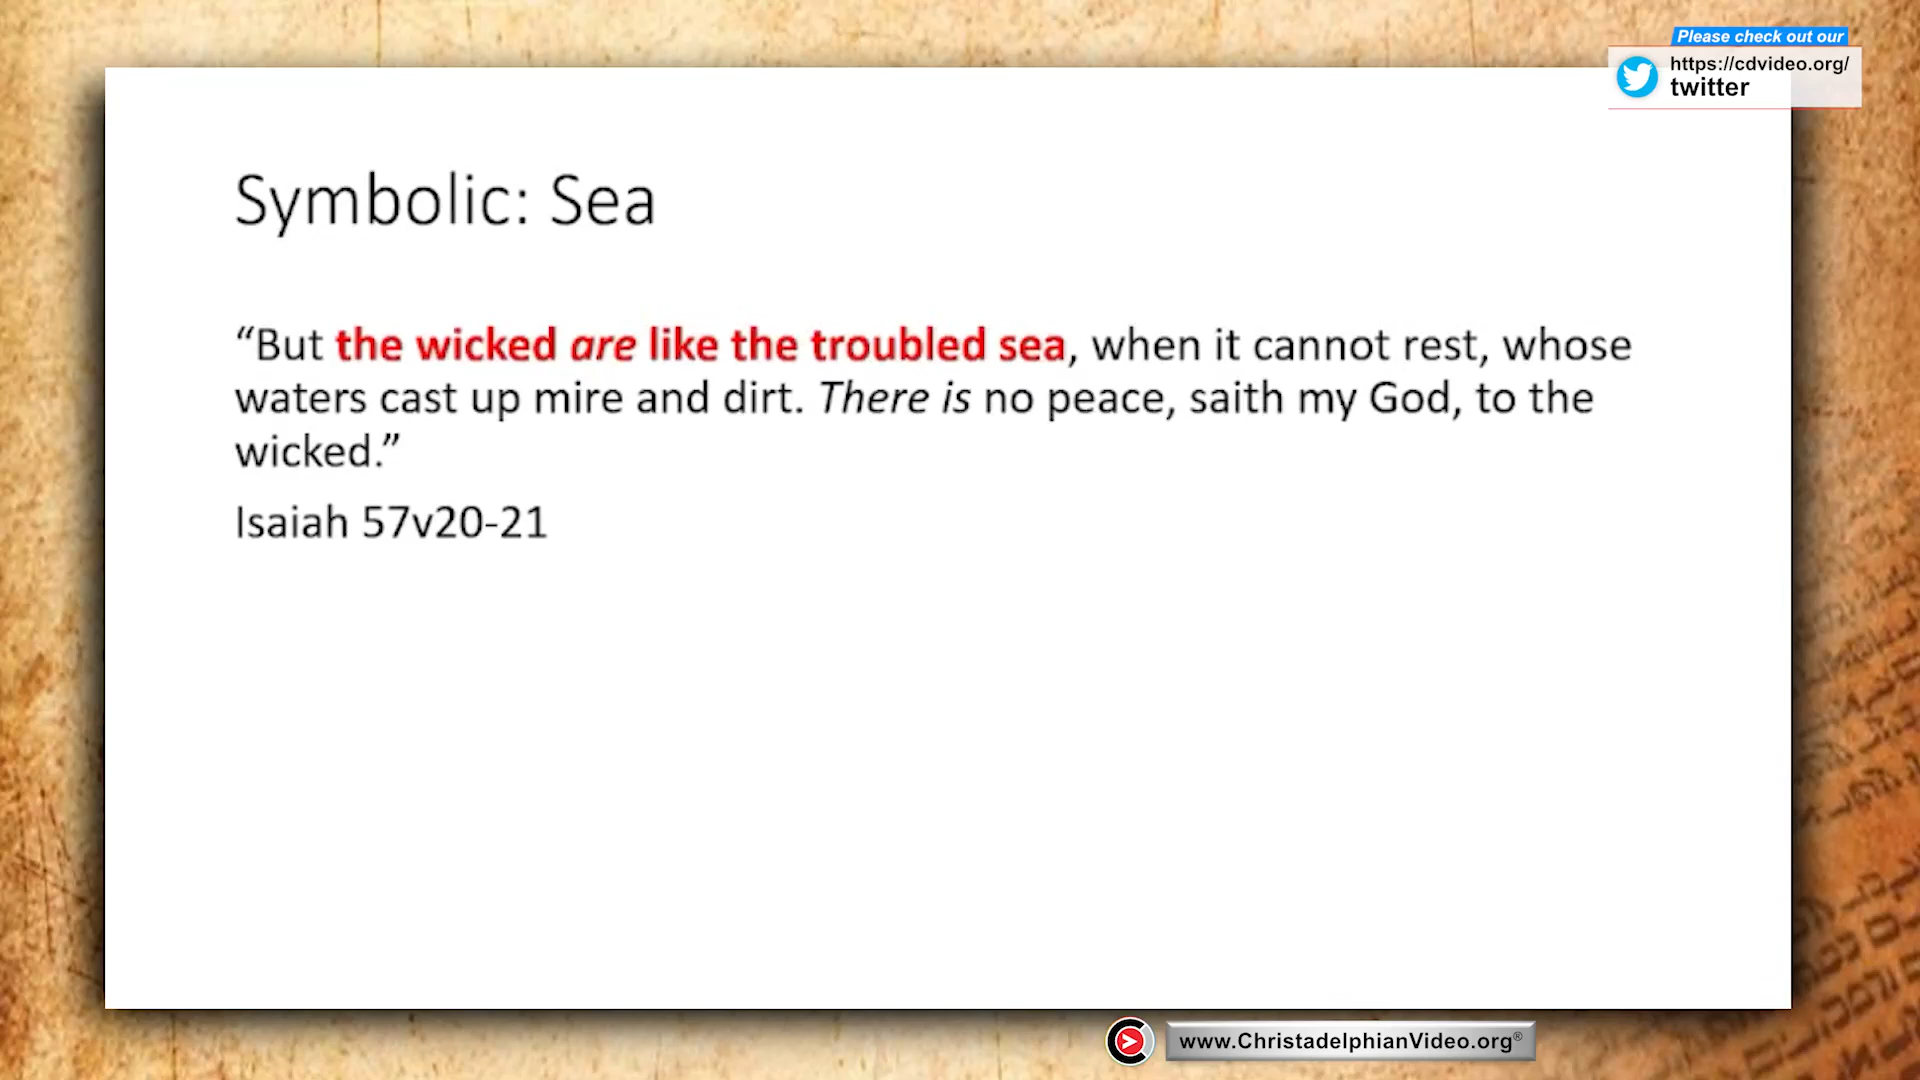 Please check out our
https://cdvideo.org/
twitter
Symbolic: Sea
“But the wicked are like the troubled sea, when it cannot rest, whose
waters cast up mire and dirt. There is no peace, saith my God, to the
wicked.”
Isaiah 57v20-21
www.ChristadelphianVideo.org®